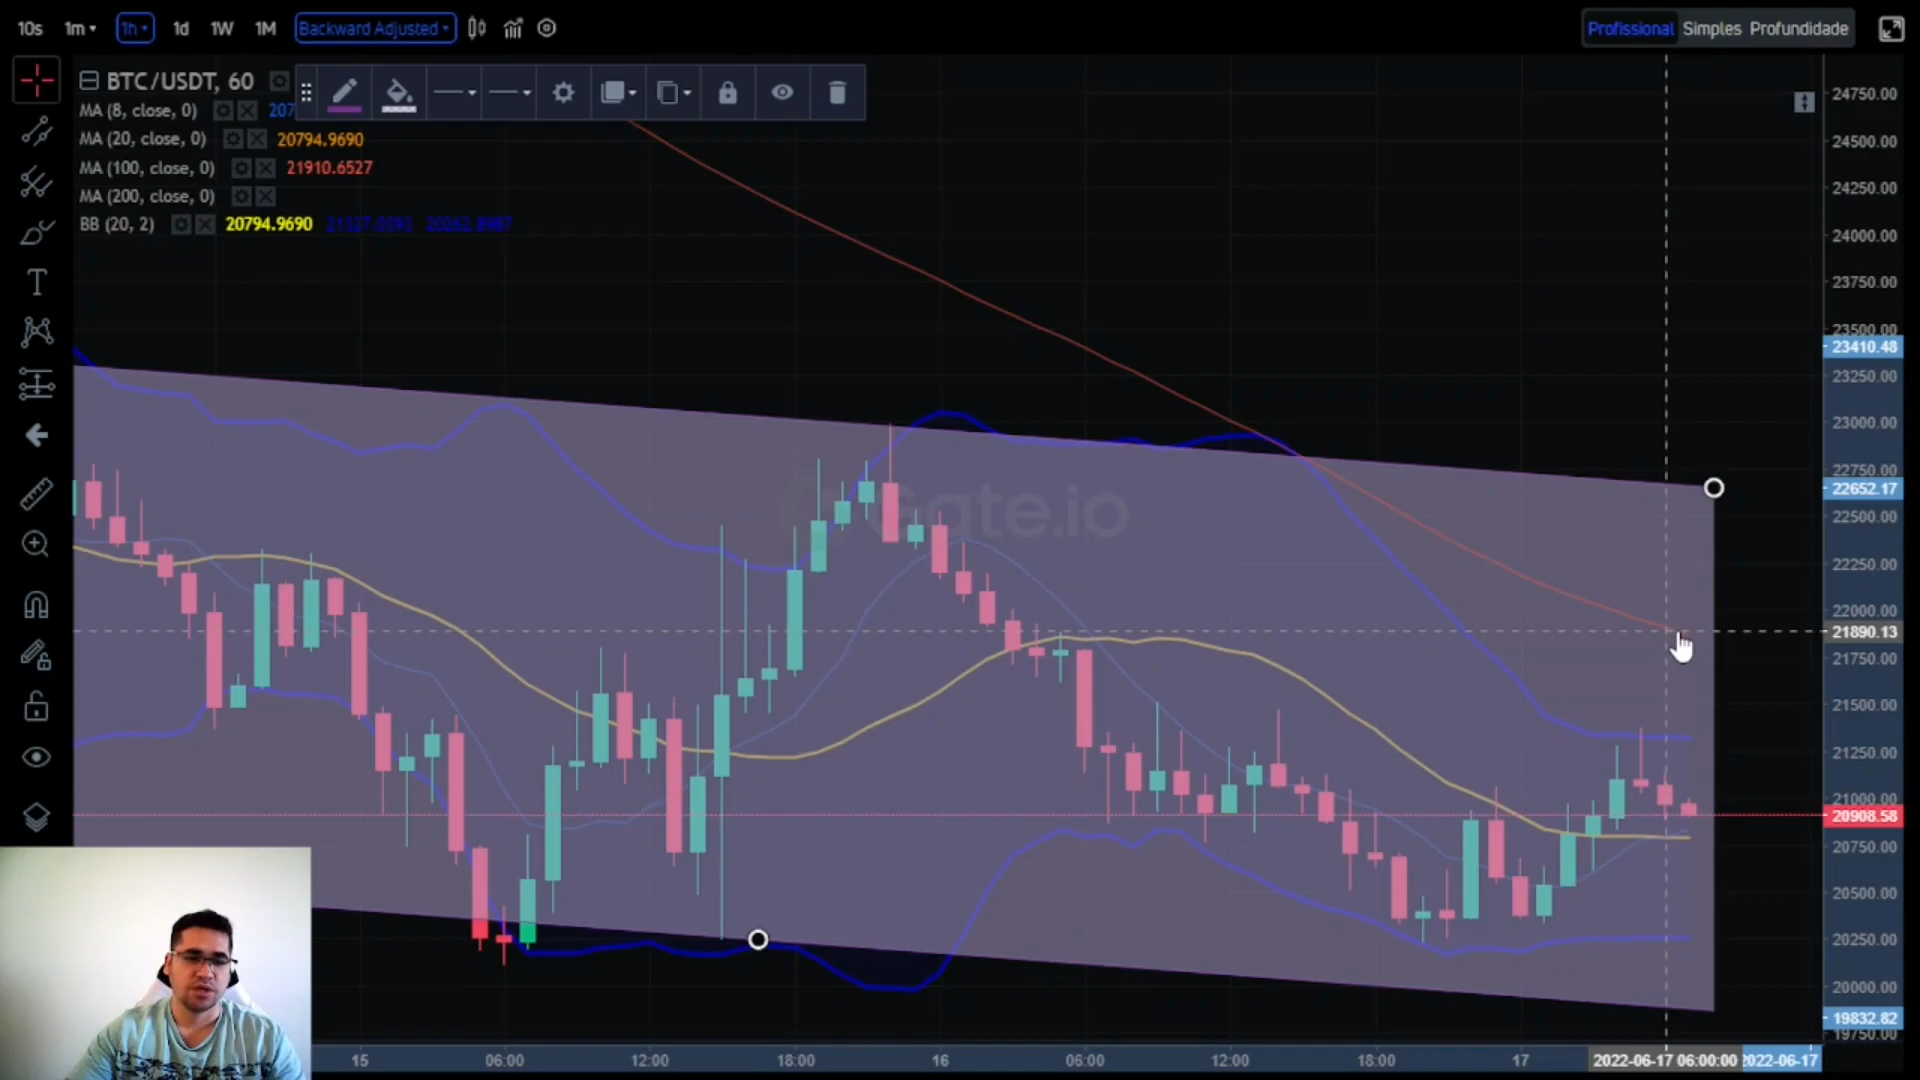 10s 1m 1h 1d 1W 1M Backward Adjusted Profissional Simples Profundidade
BTC/USDT, 60
MA (8, close, 0) 207
MA (20, close, 0) 20794.9690
MA (100, close, 0) 21910.6527
MA (200, close, 0)
BB (20, 2) 20794.9690
T
Gate.io
24750.00
24500.00
24250.00
24000.00
23750.00
23500.00
23410.48
23250.00
23000.00
22750.00
22652.17
22500.00
22250.00
22000.00
21890.13
21750.00
21500.00
21250.00
21000.00
20908.58
20750.00
20500.00
20250.00
20000.00
19832.82
19750.00
15 06:00 12:00 18:00 16 06:00 12:00 18:00 17 2022-06-17 06:00:00 2022-06-17